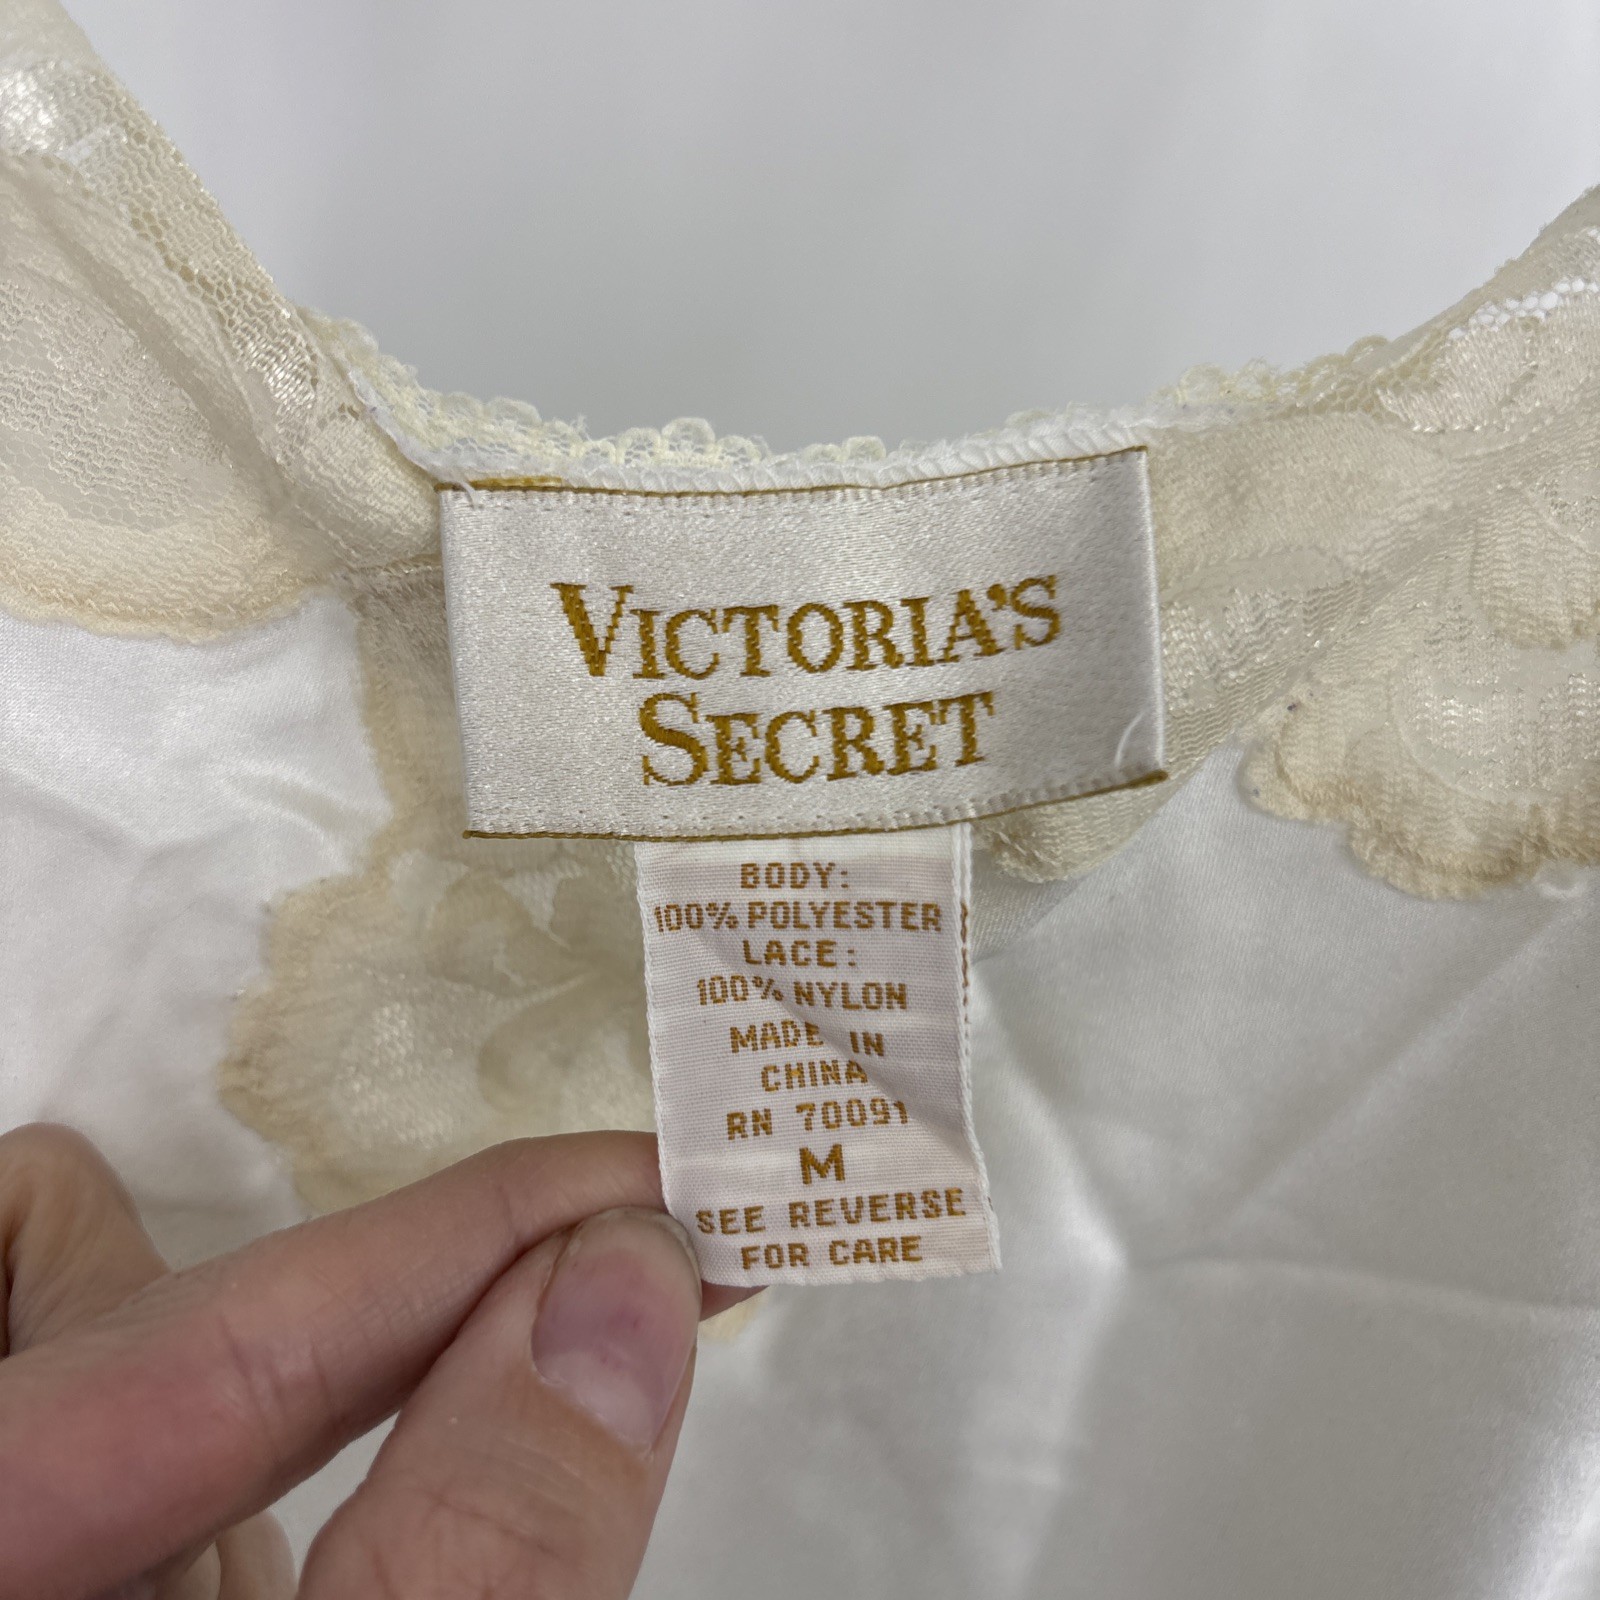 VICTORIA'S
SECRET
BODY:
100% POLYESTER
LACE:
100% NYLON
MADE IN
CHINA
RN 70091
M
SEE REVERSE
FOR CARE